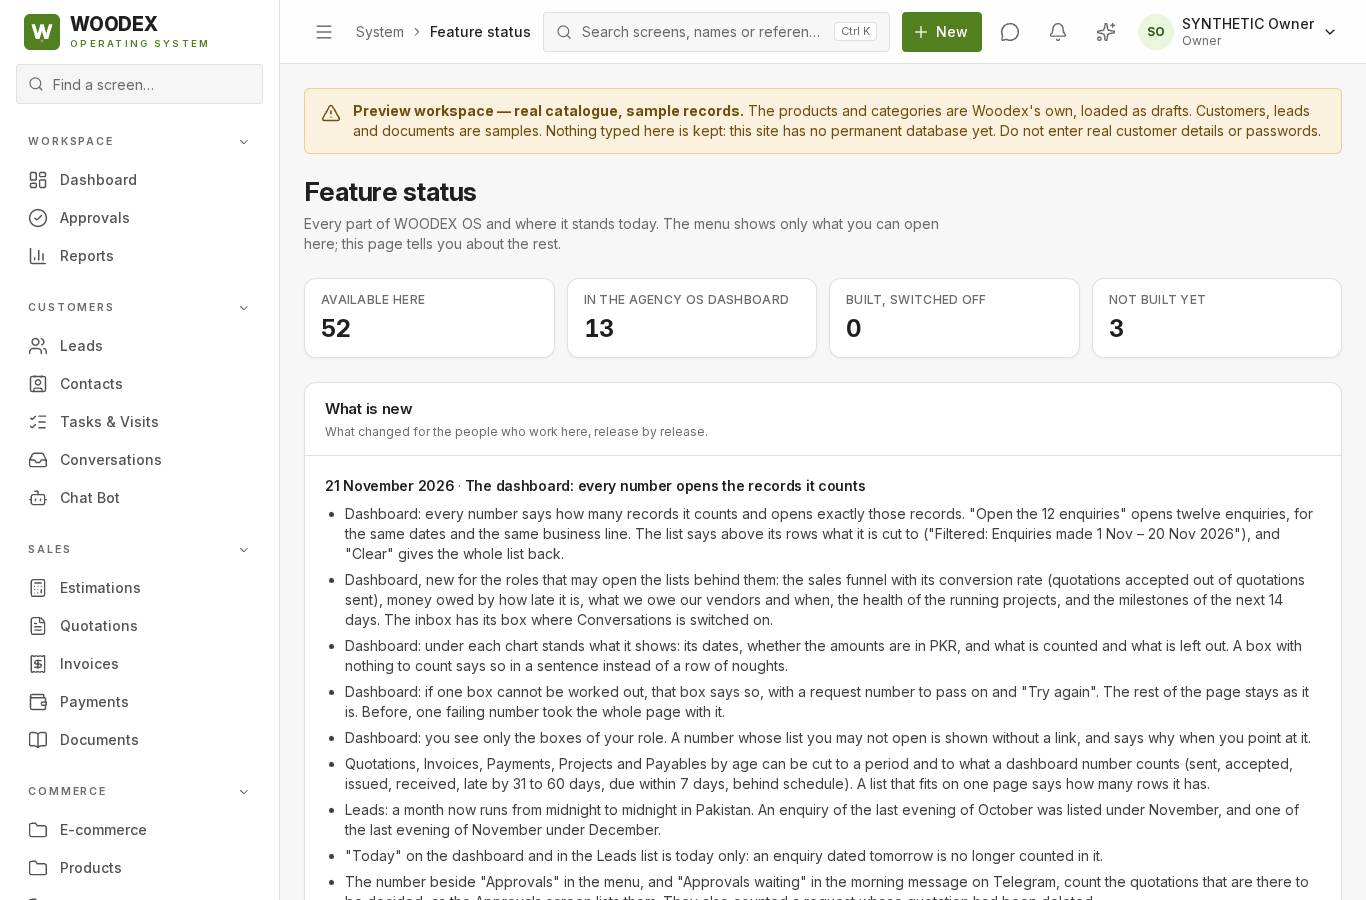 W WOODEX
OPERATING SYSTEM
Find a screen…
WORKSPACE
Dashboard
Approvals
Reports
CUSTOMERS
Leads
Contacts
Tasks & Visits
Conversations
Chat Bot
SALES
Estimations
Quotations
Invoices
Payments
Documents
COMMERCE
E-commerce
Products
System > Feature status
Search screens, names or referen… Ctrl K
New
SO SYNTHETIC Owner
Owner
Preview workspace — real catalogue, sample records. The products and categories are Woodex's own, loaded as drafts. Customers, leads
and documents are samples. Nothing typed here is kept: this site has no permanent database yet. Do not enter real customer details or passwords.
Feature status
Every part of WOODEX OS and where it stands today. The menu shows only what you can open
here; this page tells you about the rest.
AVAILABLE HERE
52
IN THE AGENCY OS DASHBOARD
13
BUILT, SWITCHED OFF
0
NOT BUILT YET
3
What is new
What changed for the people who work here, release by release.
21 November 2026 · The dashboard: every number opens the records it counts
Dashboard: every number says how many records it counts and opens exactly those records. "Open the 12 enquiries" opens twelve enquiries, for
the same dates and the same business line. The list says above its rows what it is cut to ("Filtered: Enquiries made 1 Nov – 20 Nov 2026"), and
"Clear" gives the whole list back.
Dashboard, new for the roles that may open the lists behind them: the sales funnel with its conversion rate (quotations accepted out of quotations
sent), money owed by how late it is, what we owe our vendors and when, the health of the running projects, and the milestones of the next 14
days. The inbox has its box where Conversations is switched on.
Dashboard: under each chart stands what it shows: its dates, whether the amounts are in PKR, and what is counted and what is left out. A box with
nothing to count says so in a sentence instead of a row of noughts.
Dashboard: if one box cannot be worked out, that box says so, with a request number to pass on and "Try again". The rest of the page stays as it
is. Before, one failing number took the whole page with it.
Dashboard: you see only the boxes of your role. A number whose list you may not open is shown without a link, and says why when you point at it.
Quotations, Invoices, Payments, Projects and Payables by age can be cut to a period and to what a dashboard number counts (sent, accepted,
issued, received, late by 31 to 60 days, due within 7 days, behind schedule). A list that fits on one page says how many rows it has.
Leads: a month now runs from midnight to midnight in Pakistan. An enquiry of the last evening of October was listed under November, and one of
the last evening of November under December.
"Today" on the dashboard and in the Leads list is today only: an enquiry dated tomorrow is no longer counted in it.
The number beside "Approvals" in the menu, and "Approvals waiting" in the morning message on Telegram, count the quotations that are there to
be decided, as the Approvals screen lists them. They also counted a request whose quotation had been deleted.